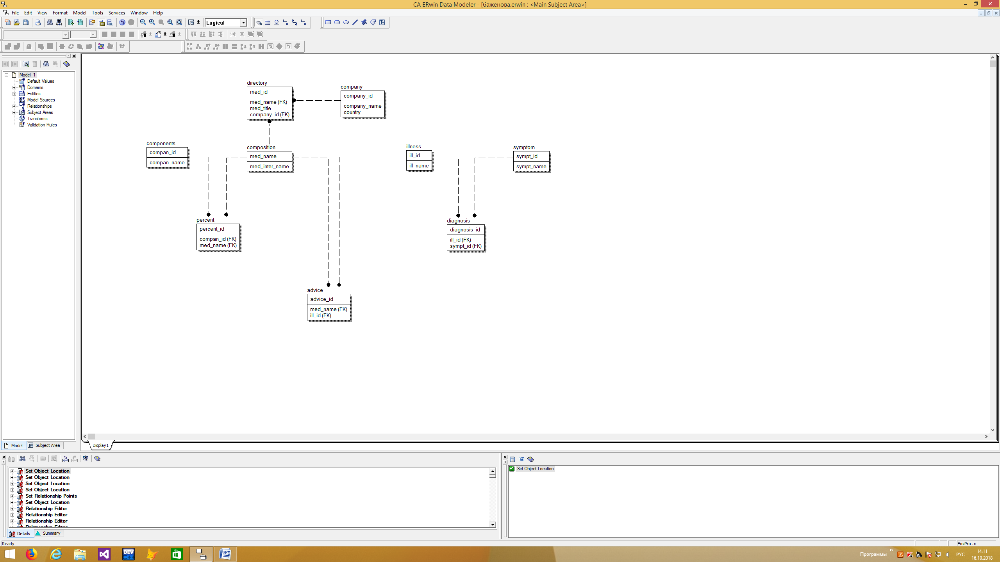 CA ERwin Data Modeler - [баженова.erwin : <Main Subject Area>]
File Edit View Format Model Tools Services Window Help
Logical
Model_1
Default Values
Domains
Entities
Model Sources
Relationships
Subject Areas
Transforms
Validation Rules
directory
med_id
med_name (FK)
med_title
company_id (FK)
company
company_id
company_name
country
components
compan_id
compan_name
composition
med_name
med_inter_name
illness
ill_id
ill_name
symptom
sympt_id
sympt_name
percent
percent_id
compan_id (FK)
med_name (FK)
diagnosis
diagnosis_id
ill_id (FK)
sympt_id (FK)
advice
advice_id
med_name (FK)
ill_id (FK)
Model Subject Area
Display1
Set Object Location
Set Object Location
Set Object Location
Set Object Location
Set Relationship Points
Set Object Location
Relationship Editor
Relationship Editor
Relationship Editor
Relationship Editor
Details Summary
Set Object Location
Ready
FoxPro .x
DEV
Программы
РУС
14:11
16.10.2018